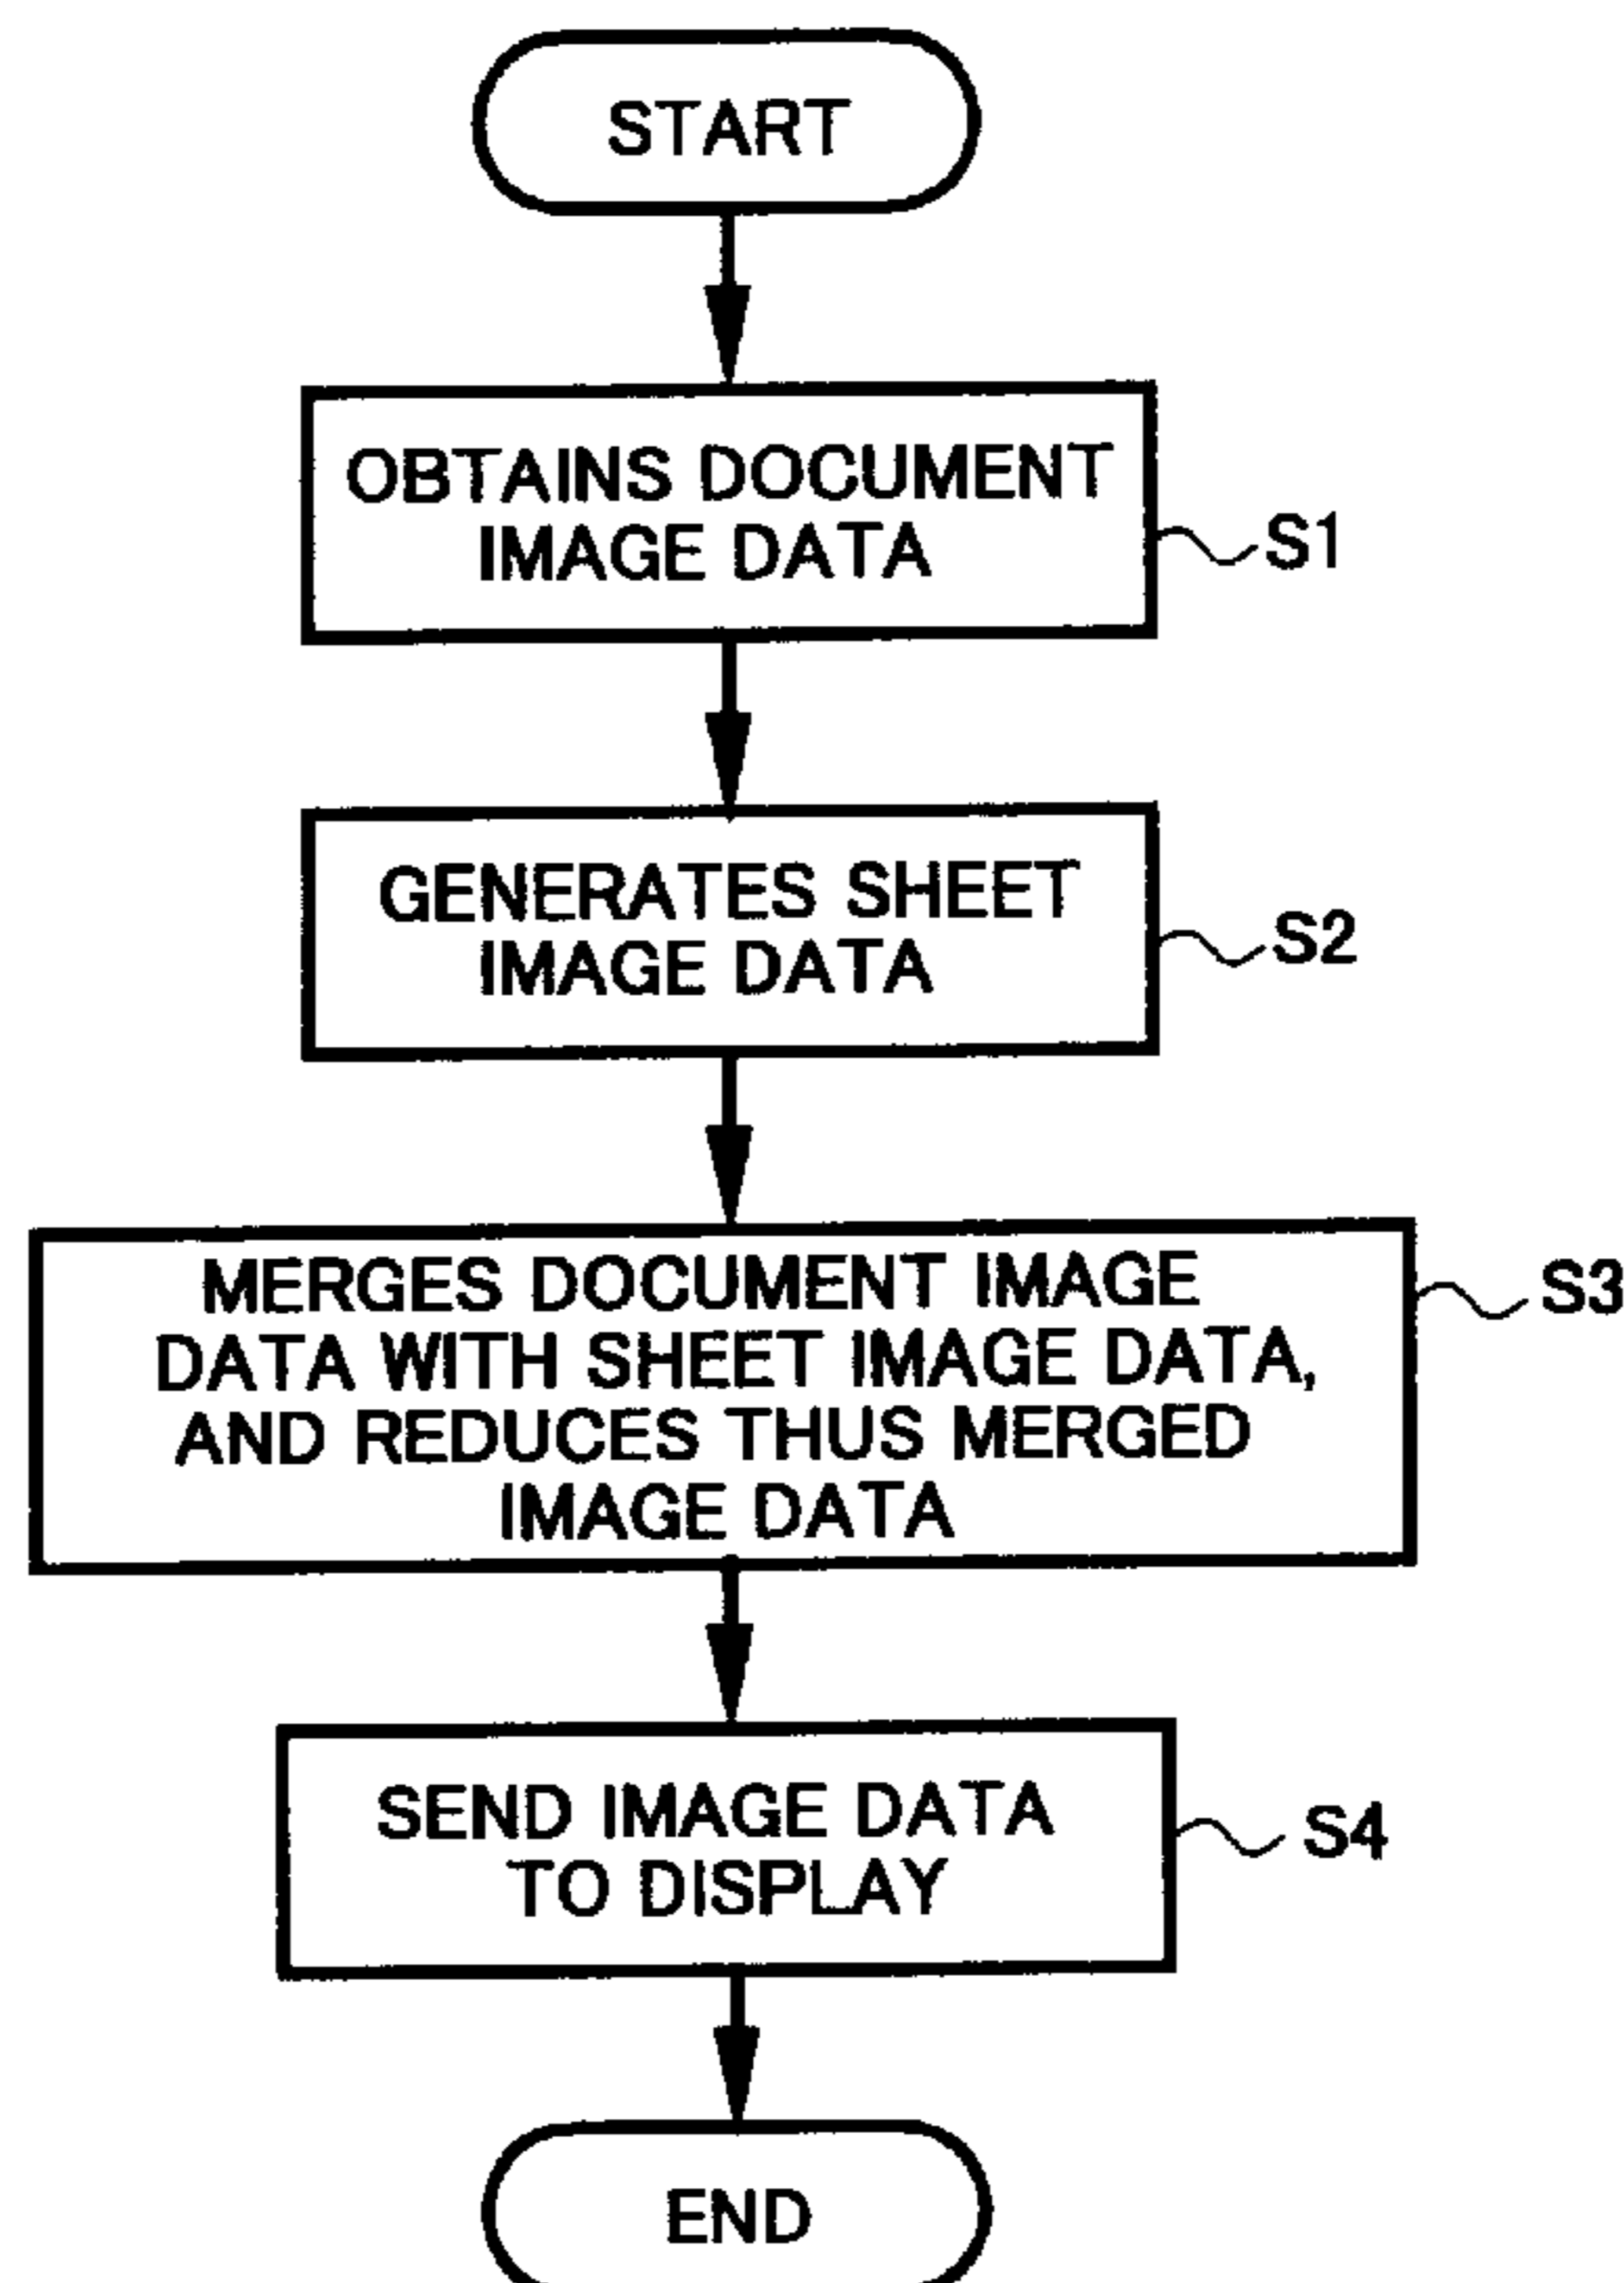 START
OBTAINS DOCUMENT
IMAGE DATA
S1
GENERATES SHEET
IMAGE DATA
S2
MERGES DOCUMENT IMAGE
DATA WITH SHEET IMAGE DATA,
AND REDUCES THUS MERGED
IMAGE DATA
S3
SEND IMAGE DATA
TO DISPLAY
S4
END